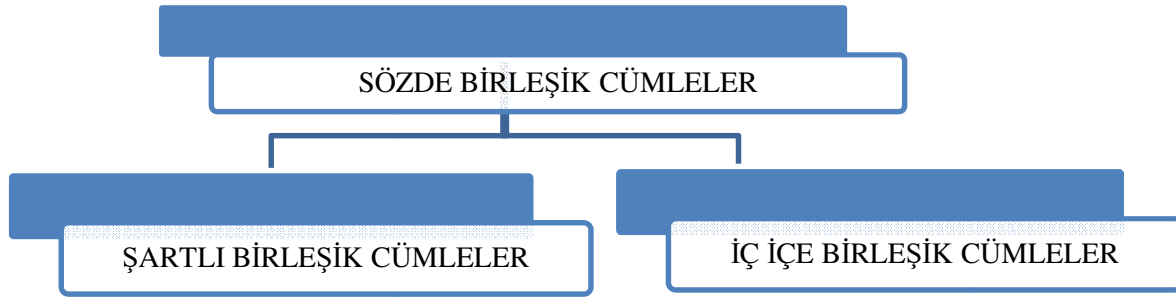 SÖZDE BİRLEŞİK CÜMLELER
ŞARTLI BİRLEŞİK CÜMLELER
İÇ İÇE BİRLEŞİK CÜMLELER